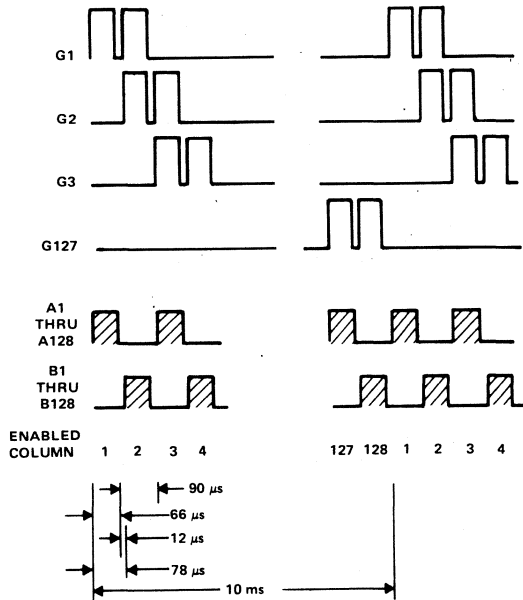 G1
G2
G3
G127
A1
THRU
A128
B1
THRU
B128
ENABLED
COLUMN 1 2 3 4 127 128 1 2 3 4
90 μs
66 μs
12 μs
78 μs
10 ms